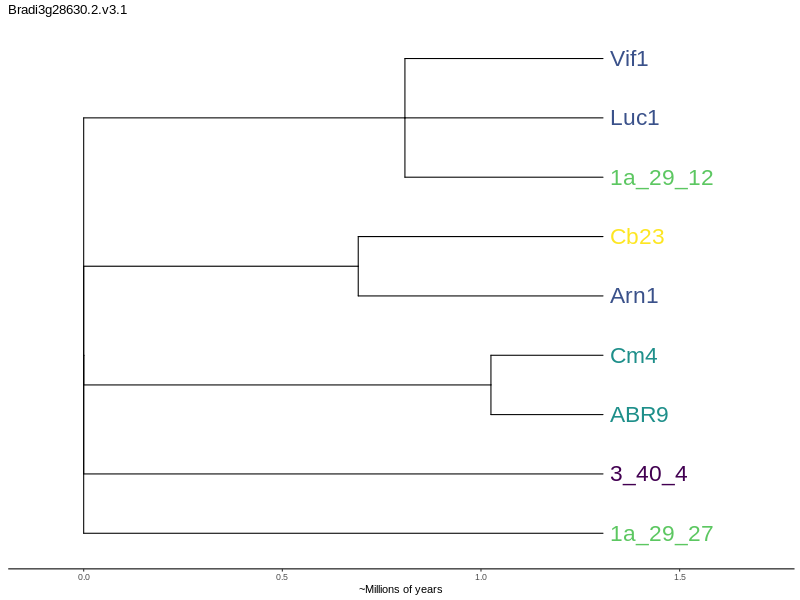 Bradi3g28630.2.v3.1
Vif1
Luc1
1a_29_12
Cb23
Arn1
Cm4
ABR9
3_40_4
1a_29_27
0.0 0.5 1.0 1.5
~Millions of years